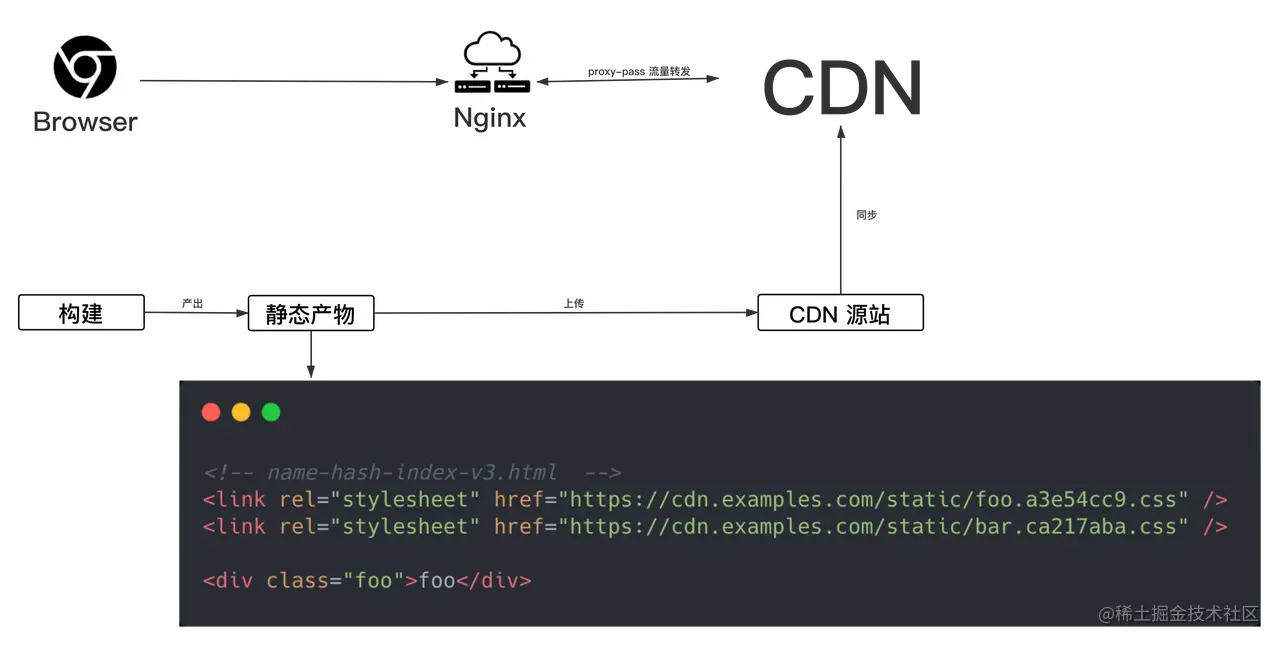 proxy-pass 流量转发
CDN
Browser
Nginx
同步
构建
产出
静态产物
上传
CDN 源站
<!-- name-hash-index-v3.html  -->
<link rel="stylesheet" href="https://cdn.examples.com/static/foo.a3e54cc9.css" />
<link rel="stylesheet" href="https://cdn.examples.com/static/bar.ca217aba.css" />
<div class="foo">foo</div>
@稀土掘金技术社区